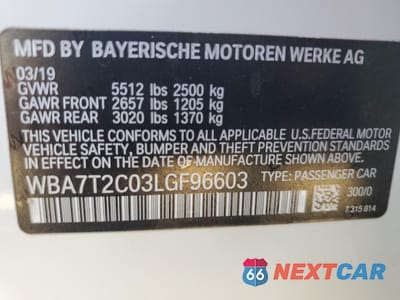 MFD BY BAYERISCHE MOTOREN WERKE AG
03/19
GVWR 5512 lbs 2500 kg
GAWR FRONT 2657 lbs 1205 kg
GAWR REAR 3020 lbs 1370 kg
THIS VEHICLE CONFORMS TO ALL APPLICABLE U.S.FEDERAL MOTOR
VEHICLE SAFETY, BUMPER, AND THEFT PREVENTION STANDARDS
IN EFFECT ON THE DATE OF MANUFACTURE SHOWN ABOVE.
WBA7T2C03LGF96603 TYPE: PASSENGER CAR
300/0
7315814
66 NEXTCAR